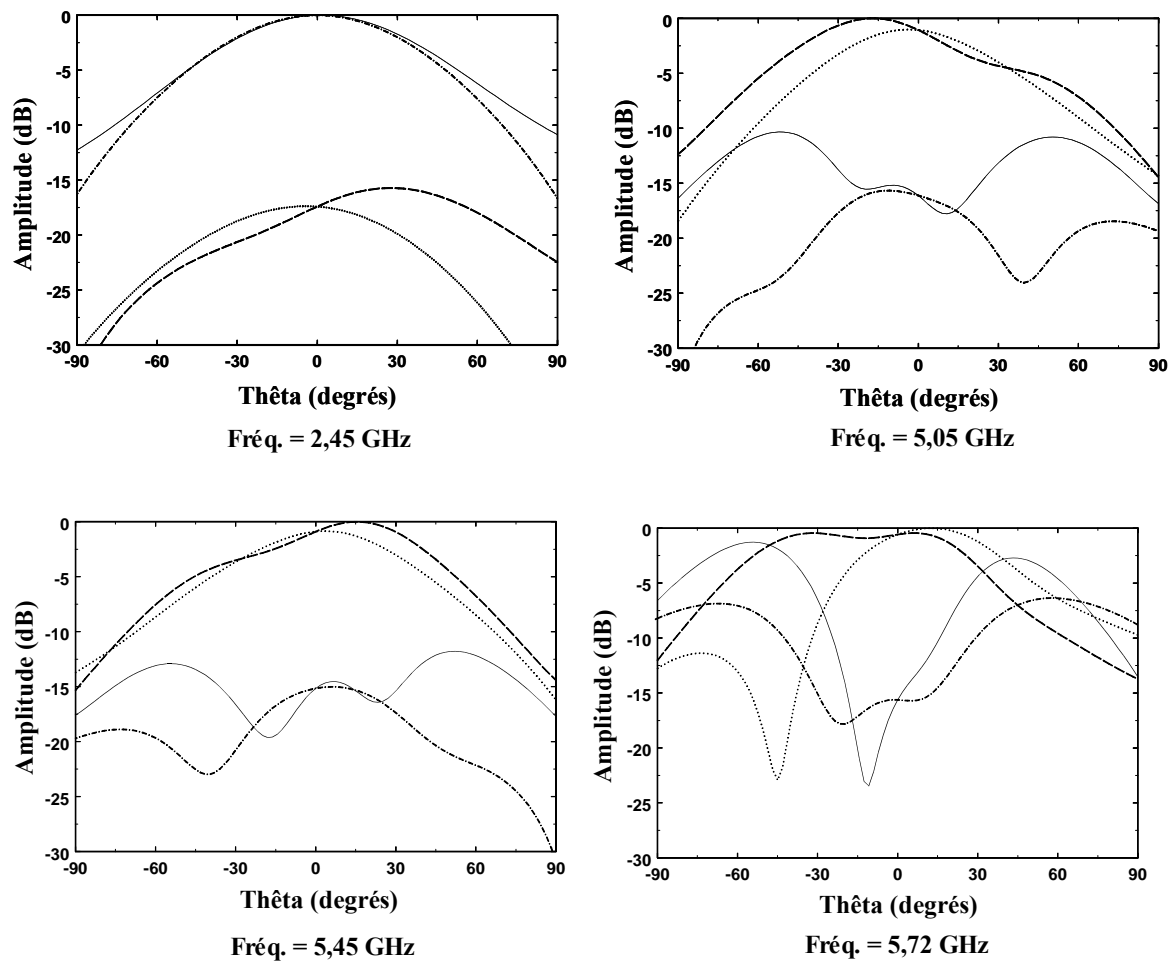 0
-5
-10
-15
-20
-25
-30
Amplitude (dB)
-90 -60 -30 0 30 60 90
Thêta (degrés)
Fréq. = 2,45 GHz
0
-5
-10
-15
-20
-25
-30
Amplitude (dB)
-90 -60 -30 0 30 60 90
Thêta (degrés)
Fréq. = 5,05 GHz
0
-5
-10
-15
-20
-25
-30
Amplitude (dB)
-90 -60 -30 0 30 60 90
Thêta (degrés)
Fréq. = 5,45 GHz
0
-5
-10
-15
-20
-25
-30
Amplitude (dB)
-90 -60 -30 0 30 60 90
Thêta (degrés)
Fréq. = 5,72 GHz